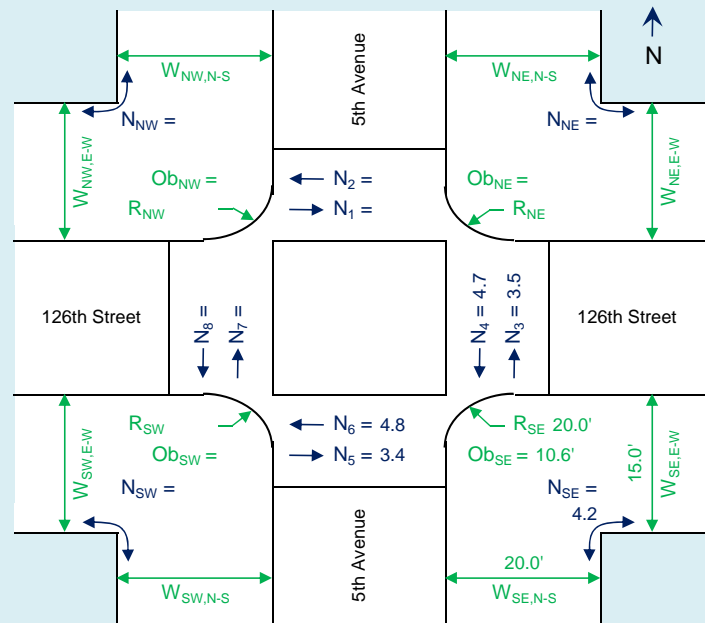 N
5th Avenue
W_NW,N-S
W_NE,N-S
N_NW =
N_NE =
W_NW,E-W
W_NE,E-W
Ob_NW =
N_2 =
Ob_NE =
R_NW
N_1 =
R_NE
126th Street
N_8 =
N_7 =
N_4 = 4.7
N_3 = 3.5
126th Street
R_SW
N_6 = 4.8
R_SE 20.0'
Ob_SW =
N_5 = 3.4
Ob_SE = 10.6'
W_SW,E-W
15.0'
W_SE,E-W
N_SW =
N_SE =
4.2
5th Avenue
20.0'
W_SW,N-S
W_SE,N-S